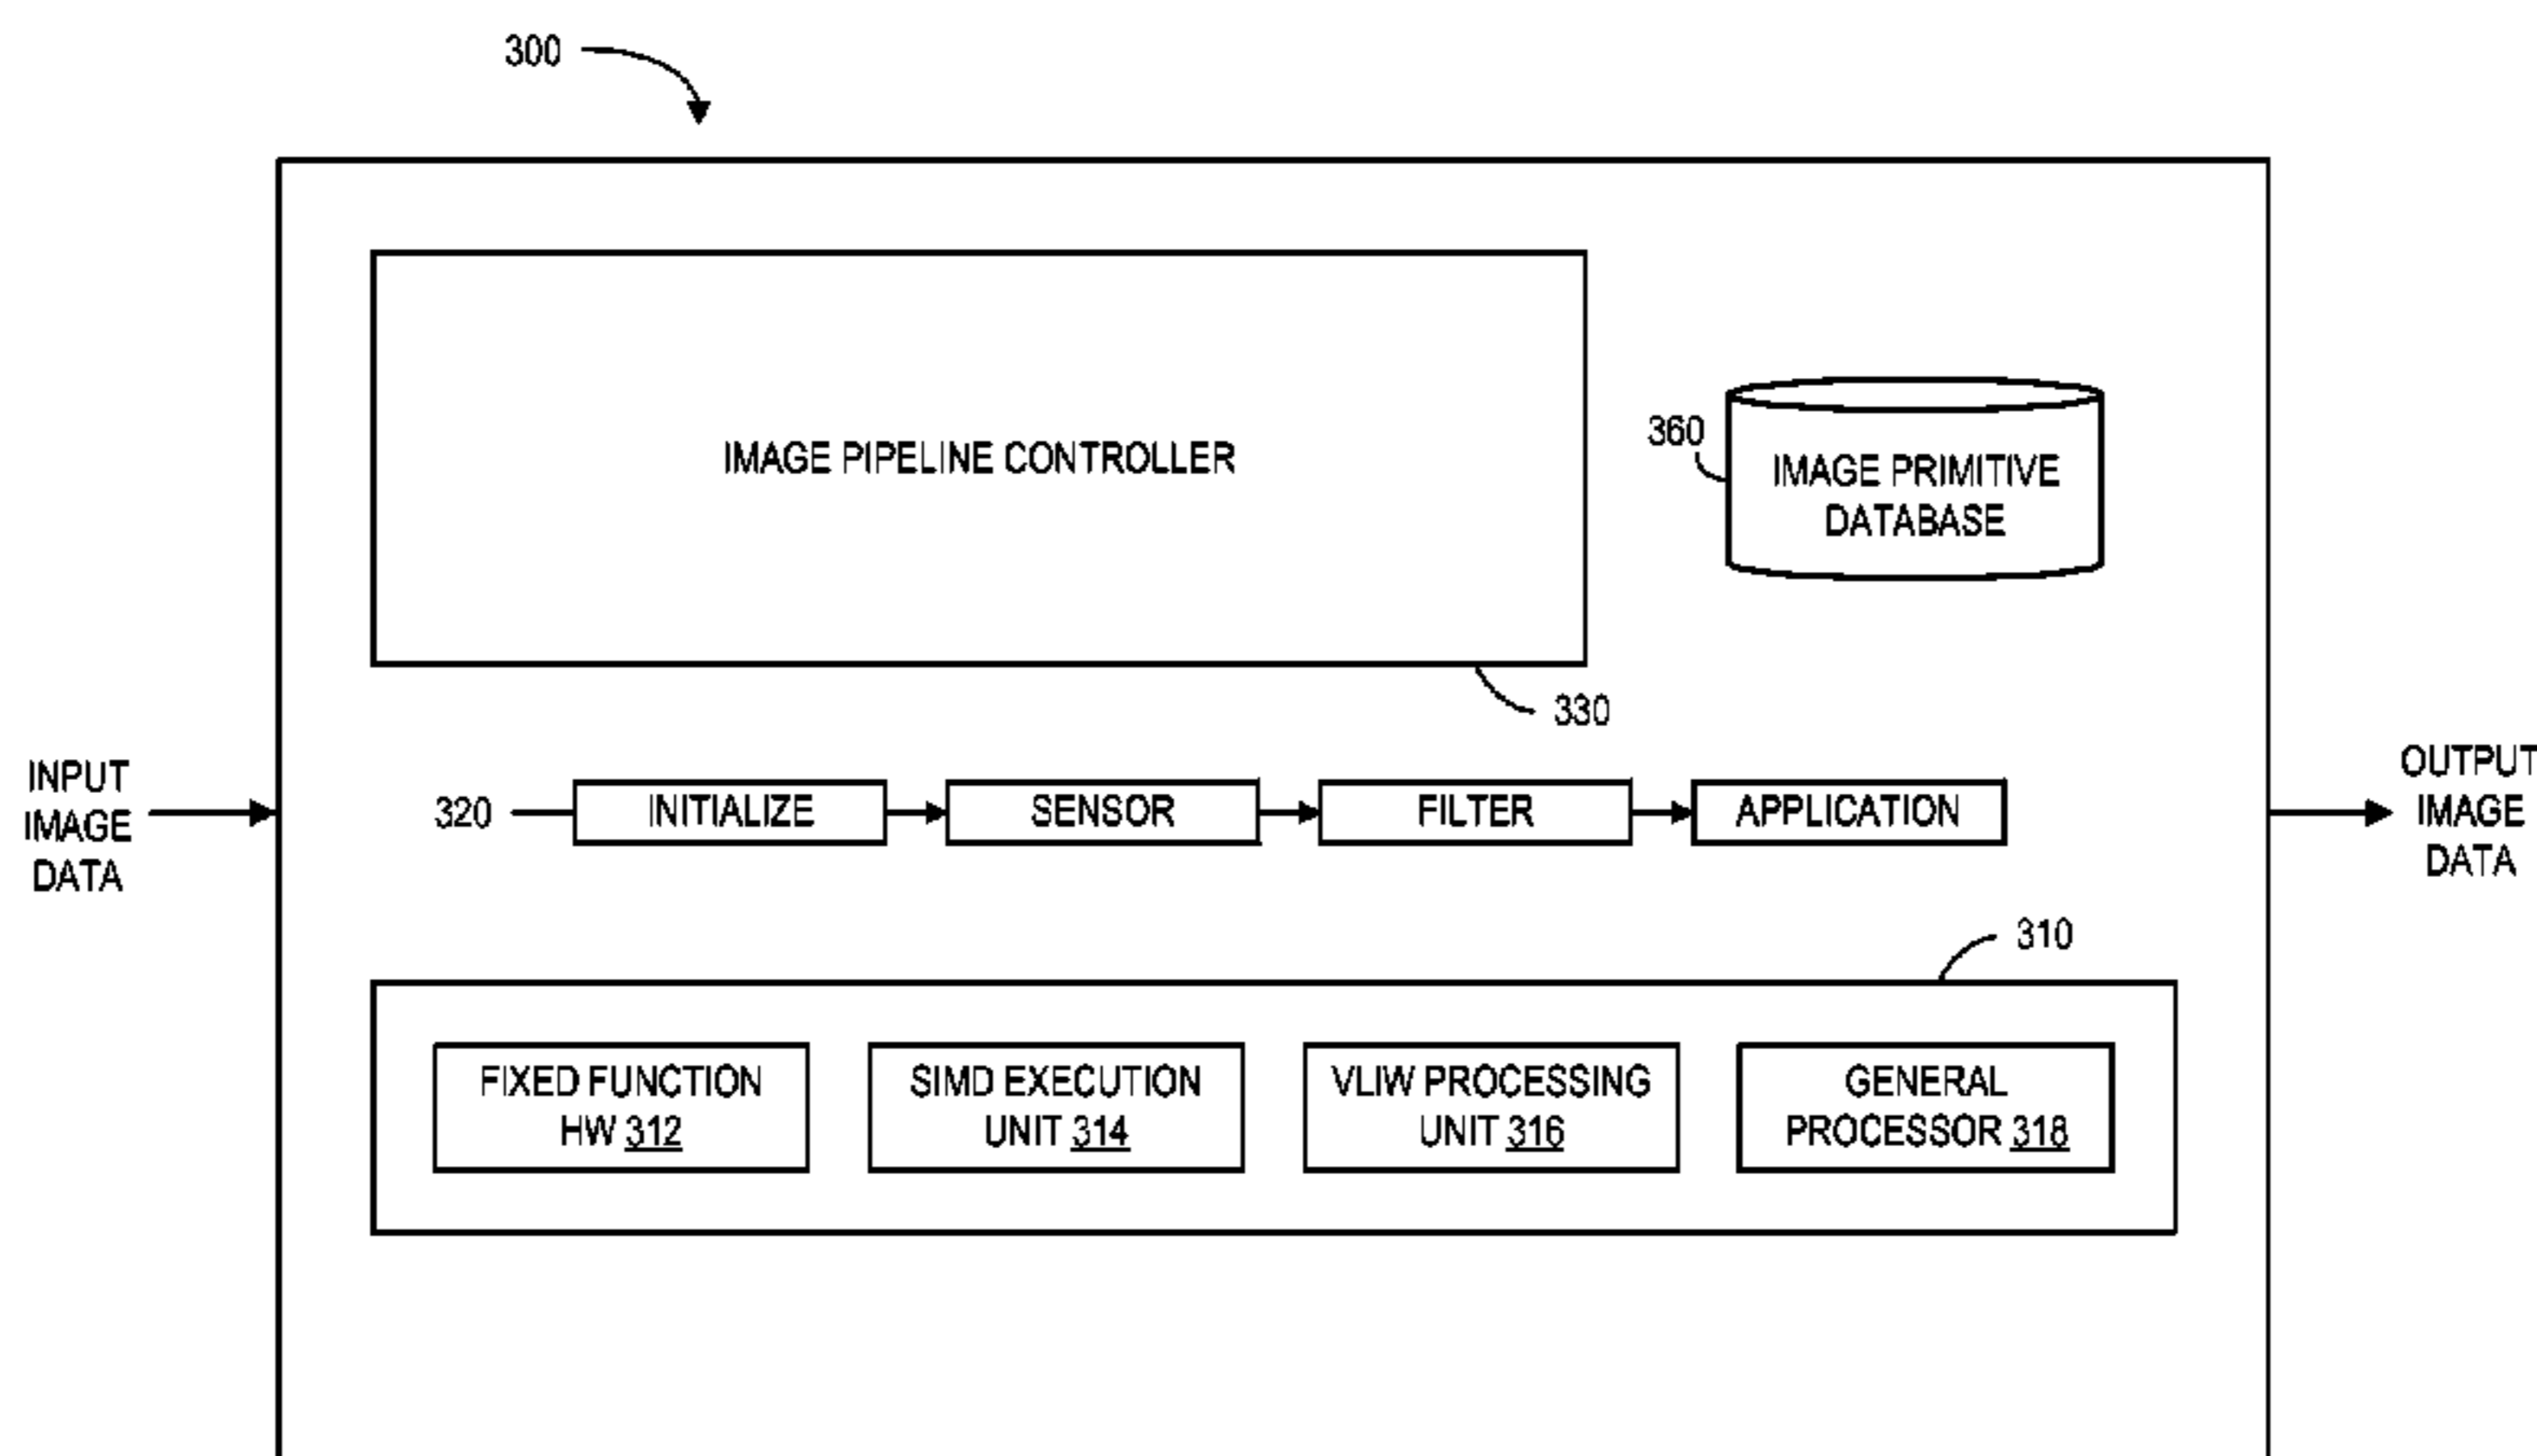 300
IMAGE PIPELINE CONTROLLER
360
IMAGE PRIMITIVE
DATABASE
330
INPUT
IMAGE
DATA
320
INITIALIZE
SENSOR
FILTER
APPLICATION
OUTPUT
IMAGE
DATA
310
FIXED FUNCTION
HW 312
SIMD EXECUTION
UNIT 314
VLIW PROCESSING
UNIT 316
GENERAL
PROCESSOR 318